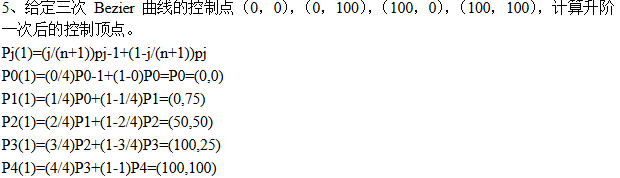 5、给定三次 Bezier 曲线的控制点（0，0），（0，100），（100，0），（100，100），计算升阶
一次后的控制顶点。
Pj(1)=(j/(n+1))pj-1+(1-j/(n+1))pj
P0(1)=(0/4)P0-1+(1-0)P0=P0=(0,0)
P1(1)=(1/4)P0+(1-1/4)P1=(0,75)
P2(1)=(2/4)P1+(1-2/4)P2=(50,50)
P3(1)=(3/4)P2+(1-3/4)P3=(100,25)
P4(1)=(4/4)P3+(1-1)P4=(100,100)